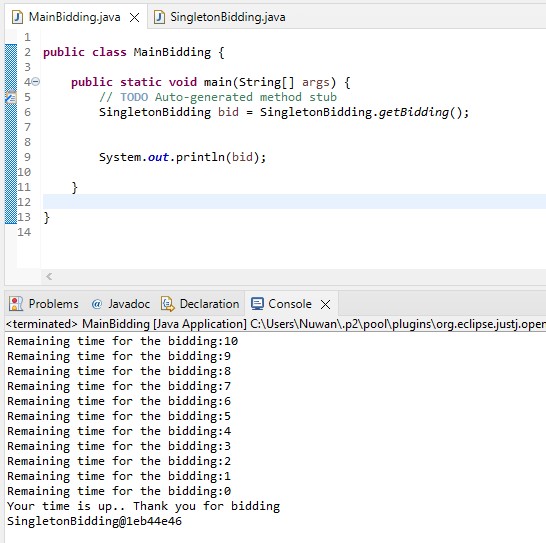 MainBidding.java
SingletonBidding.java
1
2 public class MainBidding {
3
4 public static void main(String[] args) {
5 // TODO Auto-generated method stub
6 SingletonBidding bid = SingletonBidding.getBidding();
7
8
9 System.out.println(bid);
10
11 }
12
13 }
14
Problems @ Javadoc Declaration Console
<terminated> MainBidding [Java Application] C:\Users\Nuwan\.p2\pool\plugins\org.eclipse.justj.open
Remaining time for the bidding:10
Remaining time for the bidding:9
Remaining time for the bidding:8
Remaining time for the bidding:7
Remaining time for the bidding:6
Remaining time for the bidding:5
Remaining time for the bidding:4
Remaining time for the bidding:3
Remaining time for the bidding:2
Remaining time for the bidding:1
Remaining time for the bidding:0
Your time is up.. Thank you for bidding
SingletonBidding@1eb44e46